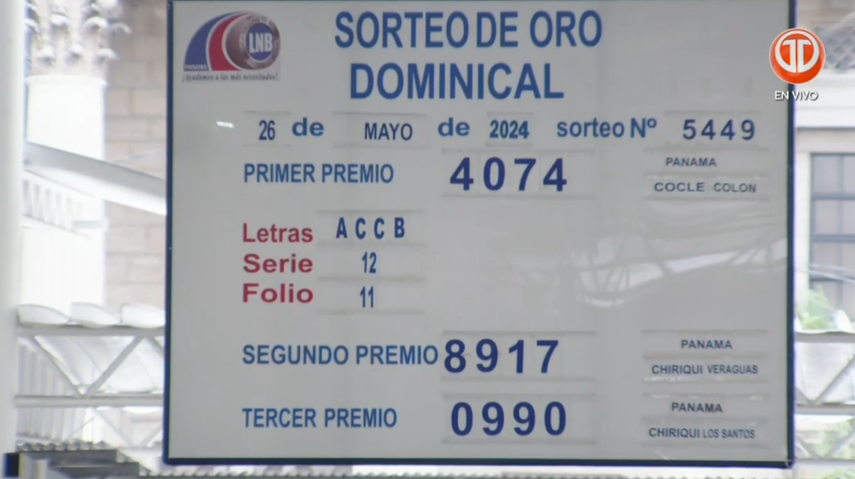 LNB
PANAMA
¡Ayudamos a los más necesitados!
SORTEO DE ORO
DOMINICAL
EN VIVO
26 de MAYO de 2024 sorteo Nº 5449
PRIMER PREMIO 4074 PANAMA
COCLE COLON
Letras A C C B
Serie 12
Folio 11
SEGUNDO PREMIO 8917 PANAMA
CHIRIQUI VERAGUAS
TERCER PREMIO 0990 PANAMA
CHIRIQUI LOS SANTOS